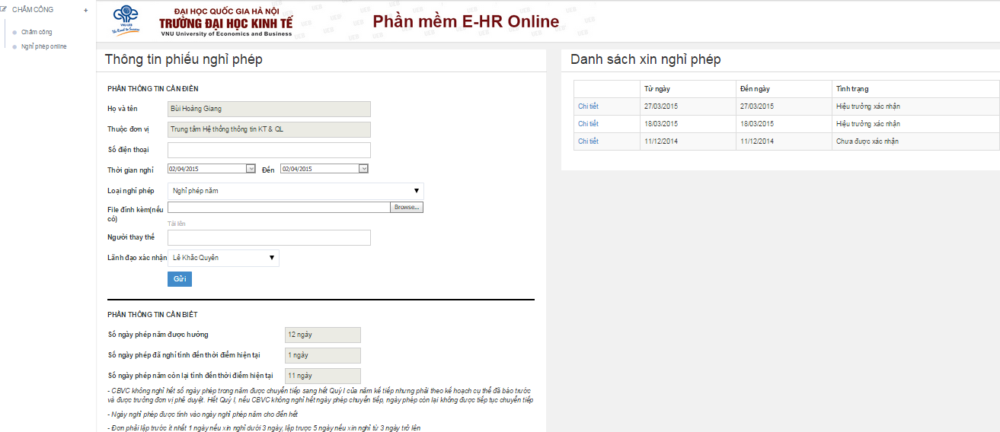 CHẤM CÔNG +
Chấm công
Nghỉ phép online
VNU UEB
The Road to Success
ĐẠI HỌC QUỐC GIA HÀ NỘI
TRƯỜNG ĐẠI HỌC KINH TẾ
VNU University of Economics and Business
Phần mềm E-HR Online
Thông tin phiếu nghỉ phép
PHẦN THÔNG TIN CẦN ĐIỀN
Họ và tên Bùi Hoàng Giang
Thuộc đơn vị Trung tâm Hệ thống thông tin KT & QL
Số điện thoại
Thời gian nghỉ 02/04/2015 Đến 02/04/2015
Loại nghỉ phép Nghỉ phép năm
File đính kèm(nếu có) Browse...
Tải lên
Người thay thế
Lãnh đạo xác nhận Lê Khắc Quyên
Gửi
PHẦN THÔNG TIN CẦN BIẾT
Số ngày phép năm được hưởng 12 ngày
Số ngày phép đã nghỉ tính đến thời điểm hiện tại 1 ngày
Số ngày phép năm còn lại tính đến thời điểm hiện tại 11 ngày
- CBVC không nghỉ hết số ngày phép trong năm được chuyển tiếp sang hết Quý I của năm kế tiếp nhưng phải theo kế hoạch cụ thể đã báo trước
và được trưởng đơn vị phê duyệt. Hết Quý I, nếu CBVC không nghỉ hết ngày phép chuyển tiếp, ngày phép còn lại không được tiếp tục chuyển tiếp
- Ngày nghỉ phép được tính vào ngày nghỉ phép năm cho đến hết
- Đơn phải lập trước ít nhất 1 ngày nếu xin nghỉ dưới 3 ngày, lập trược 5 ngày nếu xin nghỉ từ 3 ngày trở lên
Danh sách xin nghỉ phép
Từ ngày Đến ngày Tình trạng
Chi tiết 27/03/2015 27/03/2015 Hiệu trưởng xác nhận
Chi tiết 18/03/2015 18/03/2015 Hiệu trưởng xác nhận
Chi tiết 11/12/2014 11/12/2014 Chưa được xác nhận